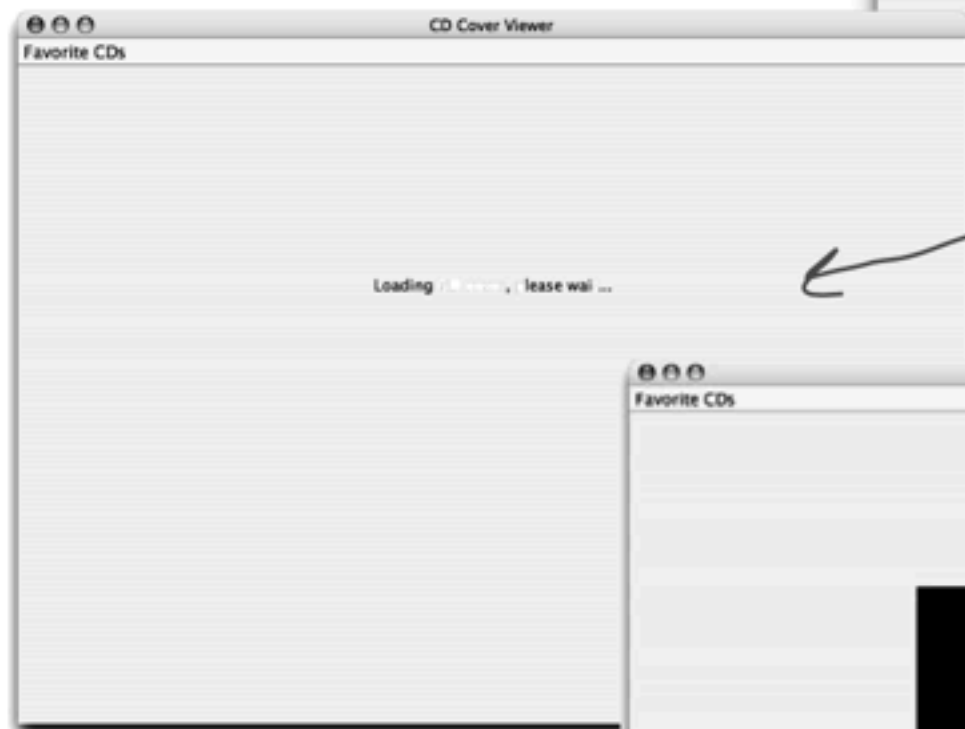 CD Cover Viewer
Favorite CDs
Loading , lease wai ...
Favorite CDs